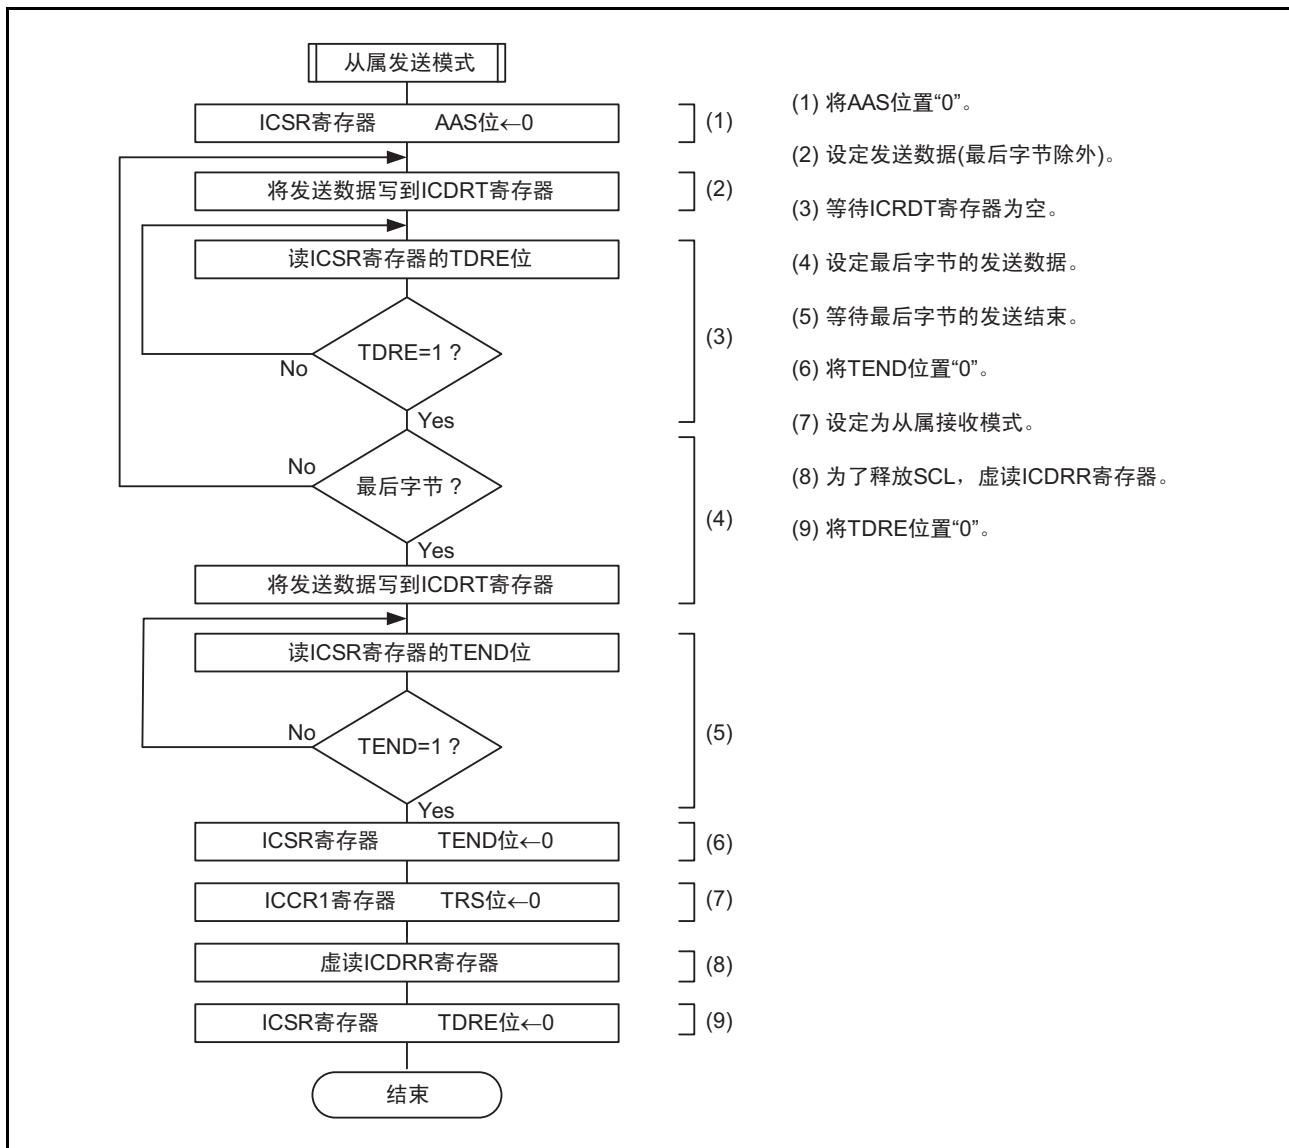 从属发送模式
ICSR寄存器 AAS位←0
(1)
将发送数据写到ICDRT寄存器
(2)
读ICSR寄存器的TDRE位
TDRE=1？
No
Yes
(3)
最后字节？
No
Yes
将发送数据写到ICDRT寄存器
(4)
读ICSR寄存器的TEND位
TEND=1？
No
Yes
(5)
ICSR寄存器 TEND位←0
(6)
ICCR1寄存器 TRS位←0
(7)
虚读ICDRR寄存器
(8)
ICSR寄存器 TDRE位←0
(9)
结束
(1) 将AAS位置“0”。
(2) 设定发送数据(最后字节除外)。
(3) 等待ICRDT寄存器为空。
(4) 设定最后字节的发送数据。
(5) 等待最后字节的发送结束。
(6) 将TEND位置“0”。
(7) 设定为从属接收模式。
(8) 为了释放SCL，虚读ICDRR寄存器。
(9) 将TDRE位置“0”。